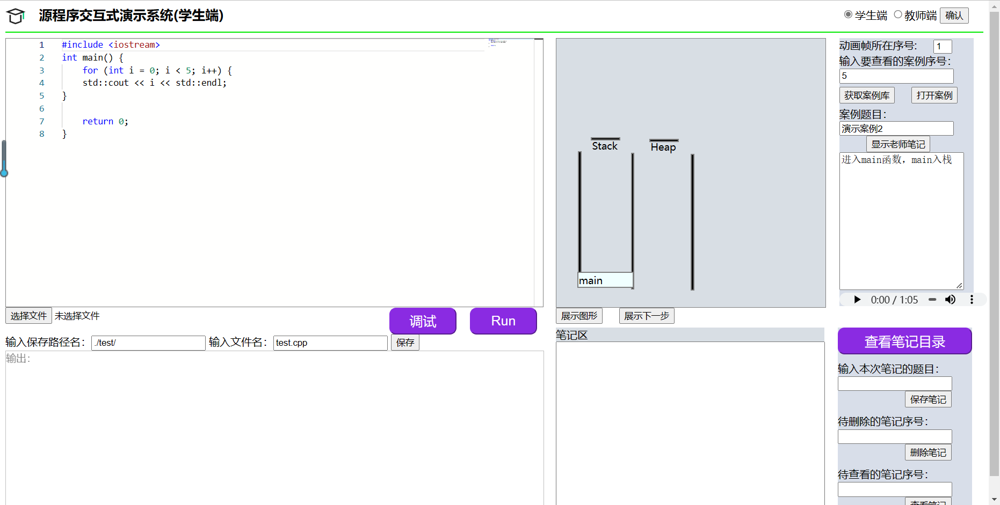 源程序交互式演示系统(学生端)
学生端 教师端 确认
1 #include <iostream>
2 int main() {
3 for (int i = 0; i < 5; i++) {
4 std::cout << i << std::endl;
5 }
6
7 return 0;
8 }
选择文件 未选择文件
调试 Run
输入保存路径名： ./test/ 输入文件名： test.cpp 保存
输出：
Stack Heap
main
展示图形 展示下一步
笔记区
动画帧所在序号： 1
输入要查看的案例序号：
5
获取案例库 打开案例
案例题目：
演示案例2
显示老师笔记
进入main函数，main入栈
0:00 / 1:05
查看笔记目录
输入本次笔记的题目：
保存笔记
待删除的笔记序号：
删除笔记
待查看的笔记序号：
查看笔记